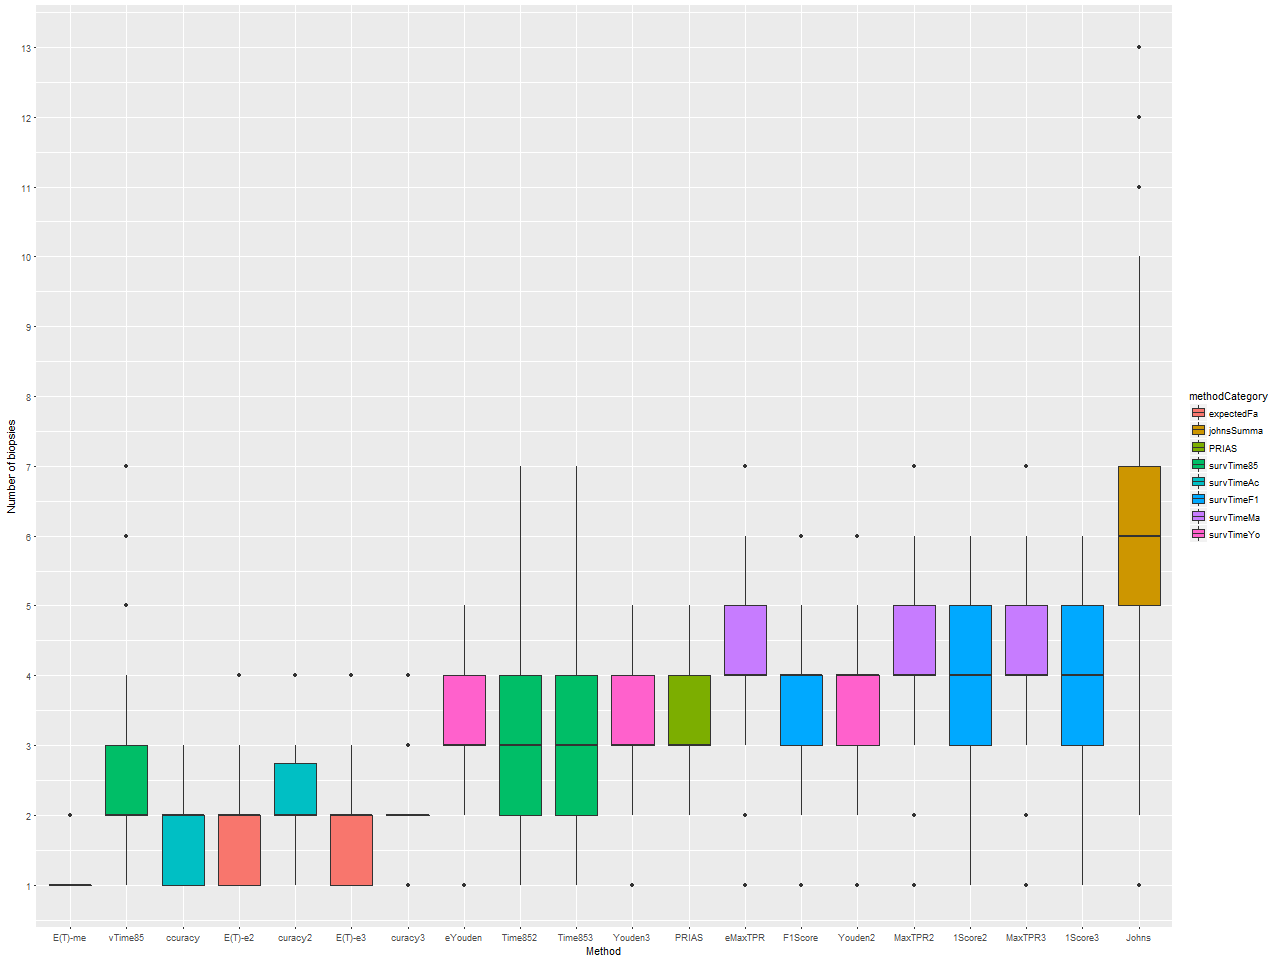 13
12
11
10
9
8
7
6
5
4
3
2
1
Number of biopsies
E(T)-me vTime85 ccuracy E(T)-e2 curacy2 E(T)-e3 curacy3 eYouden Time852 Time853 Youden3 PRIAS eMaxTPR F1Score Youden2 MaxTPR2 1Score2 MaxTPR3 1Score3 Johns
Method
methodCategory
expectedFa
johnsSumma
PRIAS
survTime85
survTimeAc
survTimeF1
survTimeMa
survTimeYo